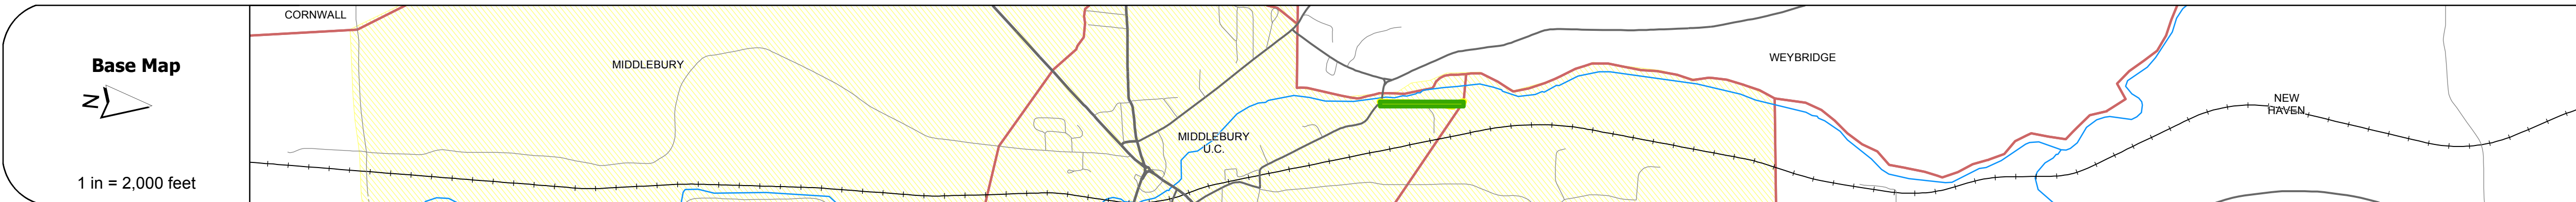 CORNWALL
Base Map
N
1 in = 2,000 feet
MIDDLEBURY
MIDDLEBURY
U.C.
WEYBRIDGE
NEW
HAVEN